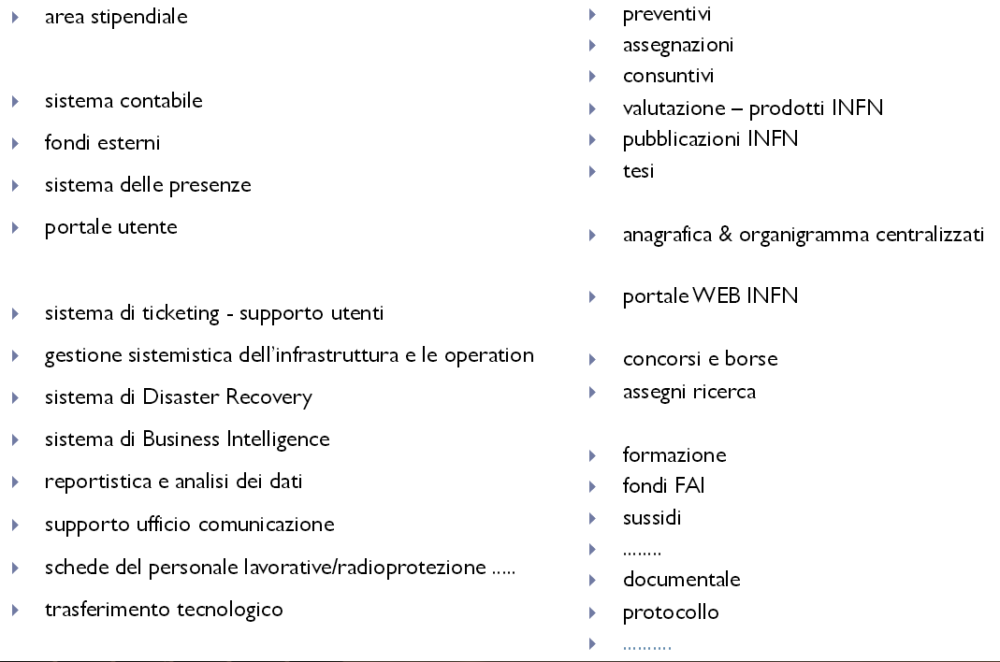 area stipendiale
sistema contabile
fondi esterni
sistema delle presenze
portale utente
sistema di ticketing - supporto utenti
gestione sistemistica dell'infrastruttura e le operation
sistema di Disaster Recovery
sistema di Business Intelligence
reportistica e analisi dei dati
supporto ufficio comunicazione
schede del personale lavorative/radioprotezione .....
trasferimento tecnologico
preventivi
assegnazioni
consuntivi
valutazione – prodotti INFN
pubblicazioni INFN
tesi
anagrafica & organigramma centralizzati
portale WEB INFN
concorsi e borse
assegni ricerca
formazione
fondi FAI
sussidi
........
documentale
protocollo
..........